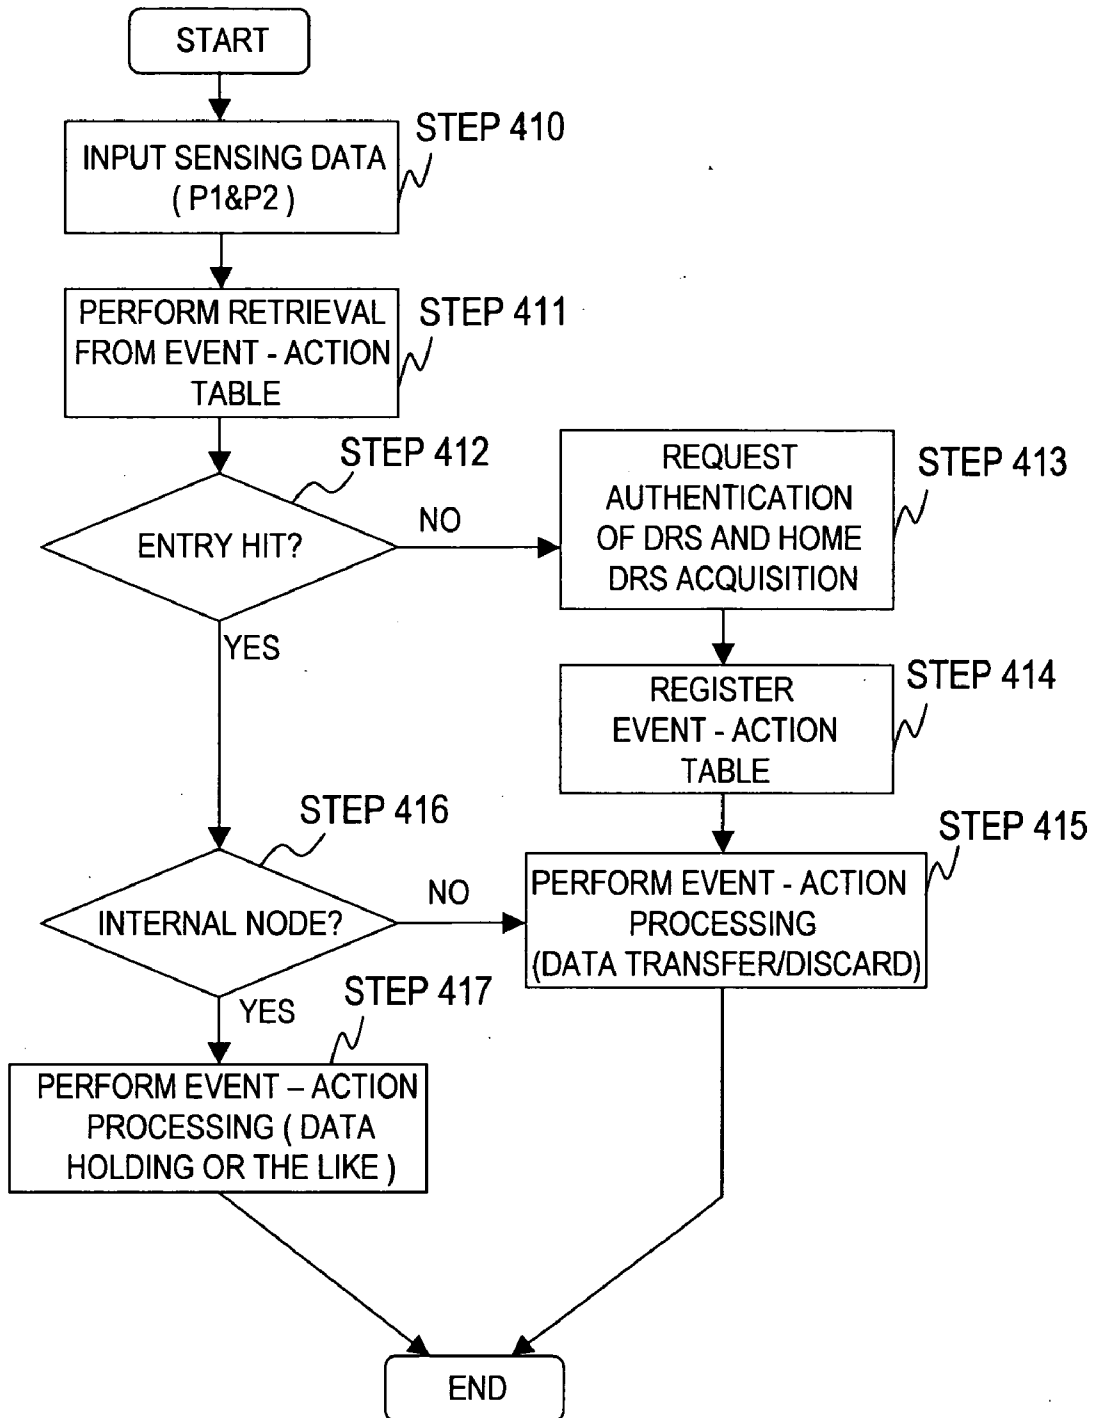 START
STEP 410
INPUT SENSING DATA
( P1&P2 )
STEP 411
PERFORM RETRIEVAL
FROM EVENT - ACTION
TABLE
STEP 412
ENTRY HIT?
NO
YES
STEP 413
REQUEST
AUTHENTICATION
OF DRS AND HOME
DRS ACQUISITION
STEP 414
REGISTER
EVENT - ACTION
TABLE
STEP 416
INTERNAL NODE?
NO
YES
STEP 415
PERFORM EVENT - ACTION
PROCESSING
(DATA TRANSFER/DISCARD)
STEP 417
PERFORM EVENT – ACTION
PROCESSING ( DATA
HOLDING OR THE LIKE )
END